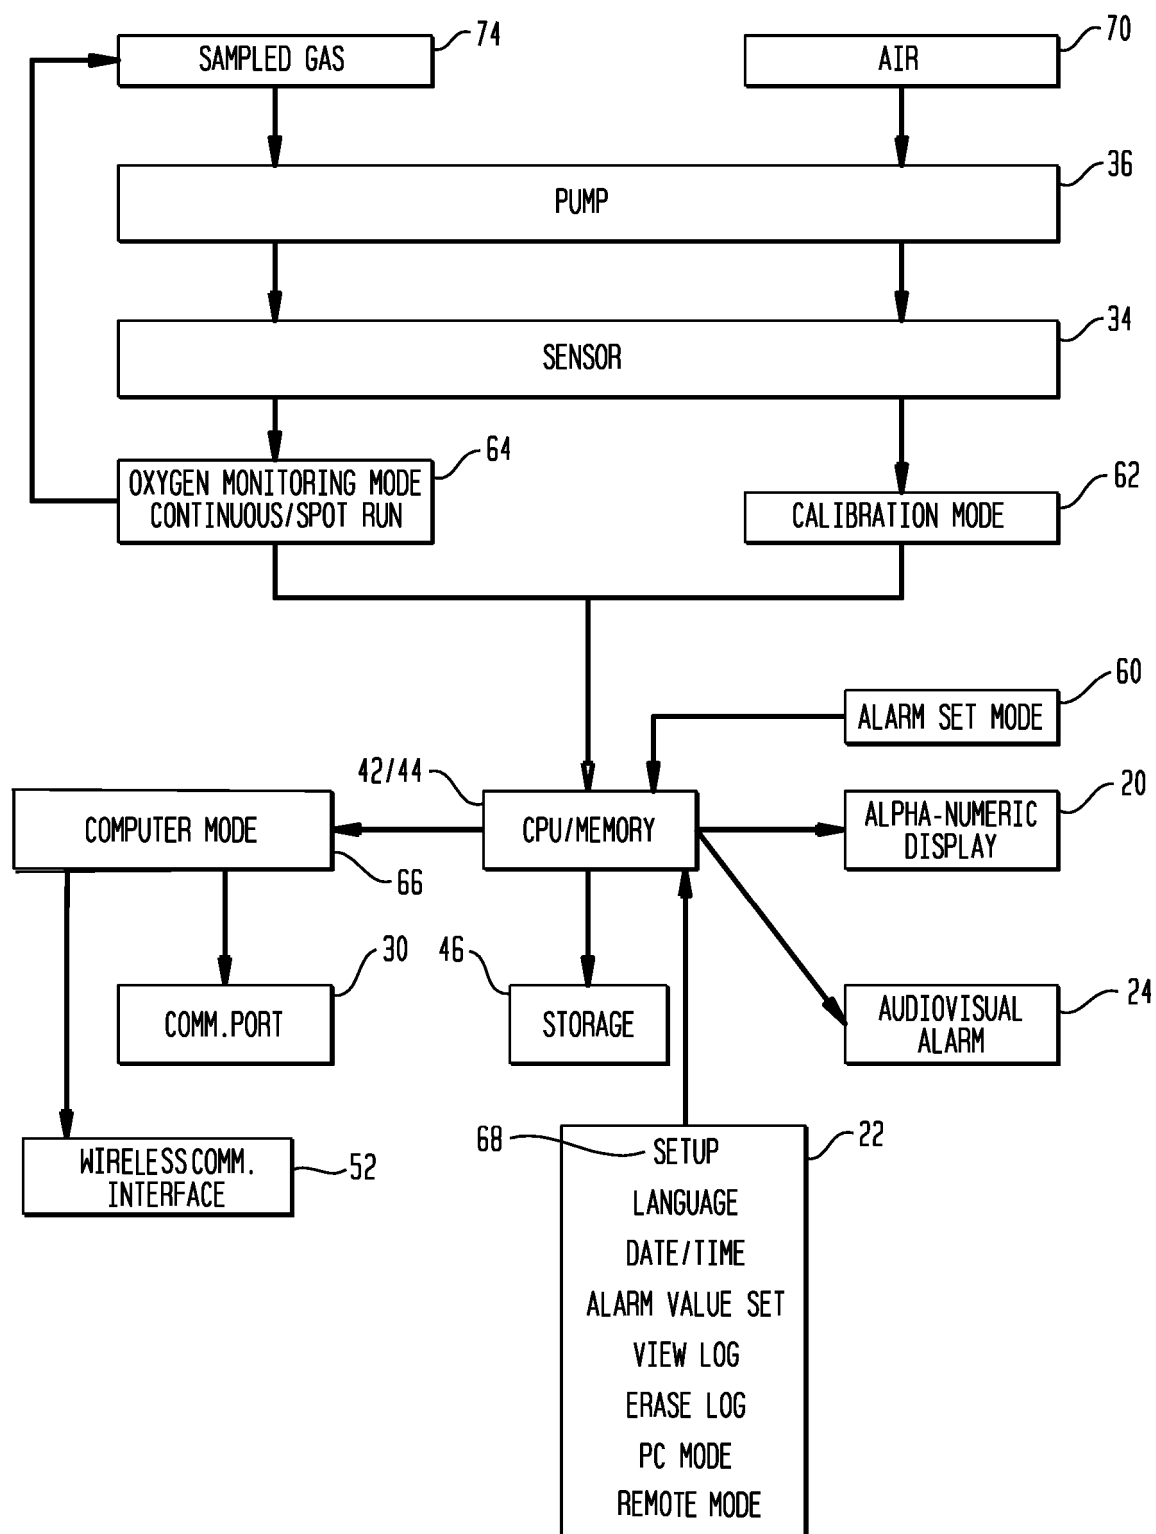 74
SAMPLED GAS
70
AIR
36
PUMP
34
SENSOR
64
OXYGEN MONITORING MODE
CONTINUOUS/SPOT RUN
62
CALIBRATION MODE
60
ALARM SET MODE
42/44
CPU/MEMORY
20
ALPHA-NUMERIC
DISPLAY
COMPUTER MODE
66
30
COMM.PORT
46
STORAGE
24
AUDIOVISUAL
ALARM
WIRELESS COMM.
INTERFACE
52
68
22
SETUP
LANGUAGE
DATE/TIME
ALARM VALUE SET
VIEW LOG
ERASE LOG
PC MODE
REMOTE MODE